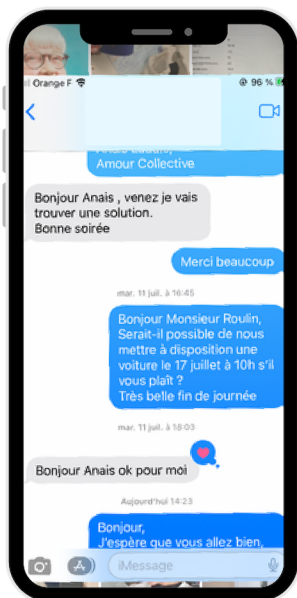 Orange F
96 %
Amour Collective
Bonjour Anais , venez je vais
trouver une solution.
Bonne soirée
Merci beaucoup
mar. 11 juil. à 16:45
Bonjour Monsieur Roulin,
Serait-il possible de nous
mettre à disposition une
voiture le 17 juillet à 10h s'il
vous plaît ?
Très belle fin de journée
mar. 11 juil. à 18:03
Bonjour Anais ok pour moi
Aujourd'hui 14:23
Bonjour,
J'espère que vous allez bien,
iMessage